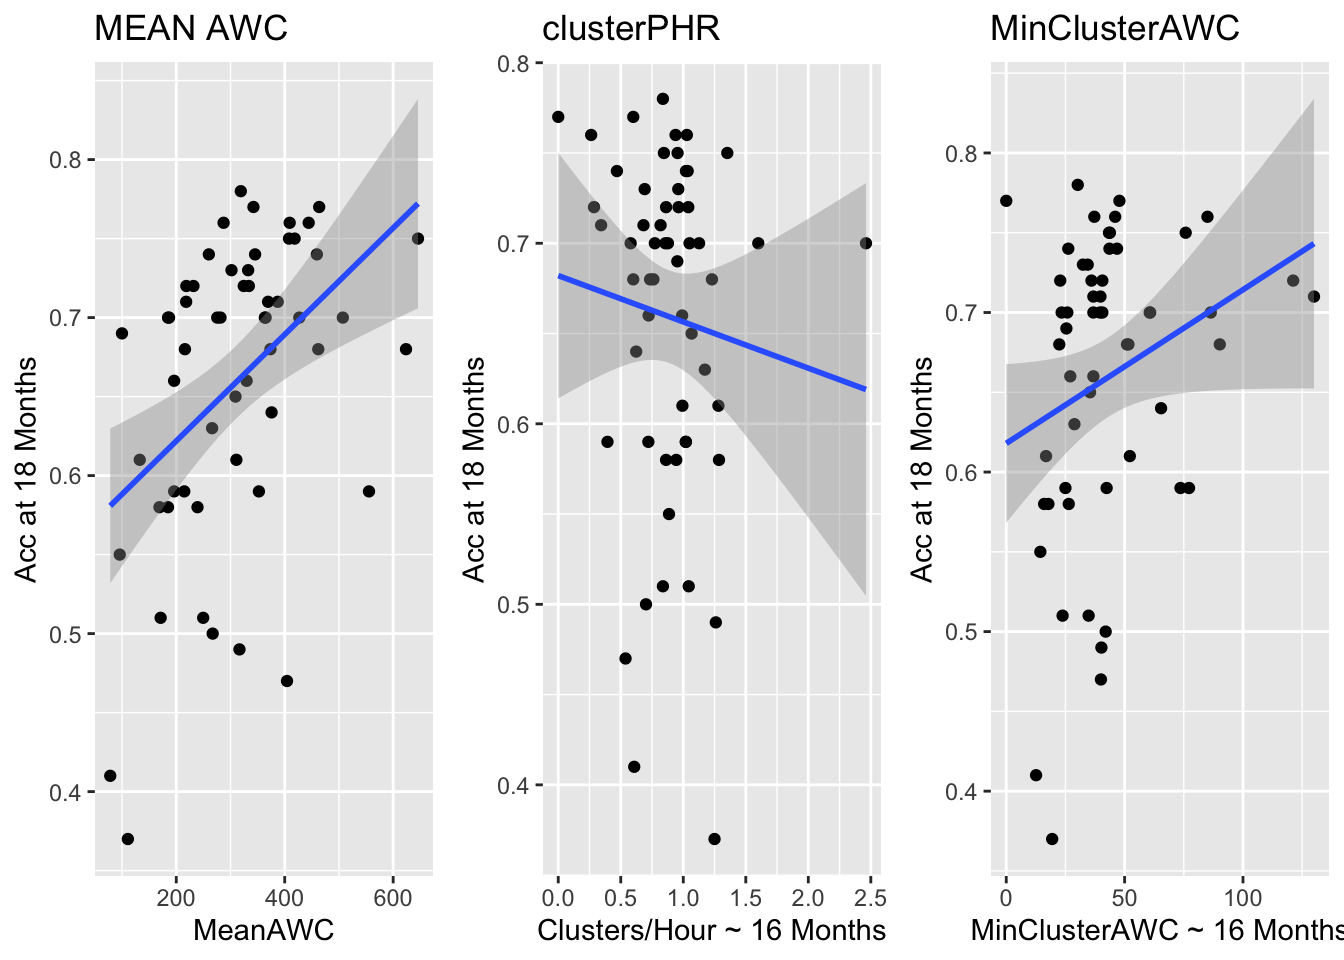 MEAN AWC
Acc at 18 Months
0.8
0.7
0.6
0.5
0.4
200 400 600
MeanAWC
clusterPHR
Acc at 18 Months
0.8
0.7
0.6
0.5
0.4
0.0 0.5 1.0 1.5 2.0 2.5
Clusters/Hour ~ 16 Months
MinClusterAWC
Acc at 18 Months
0.8
0.7
0.6
0.5
0.4
0 50 100
MinClusterAWC ~ 16 Months